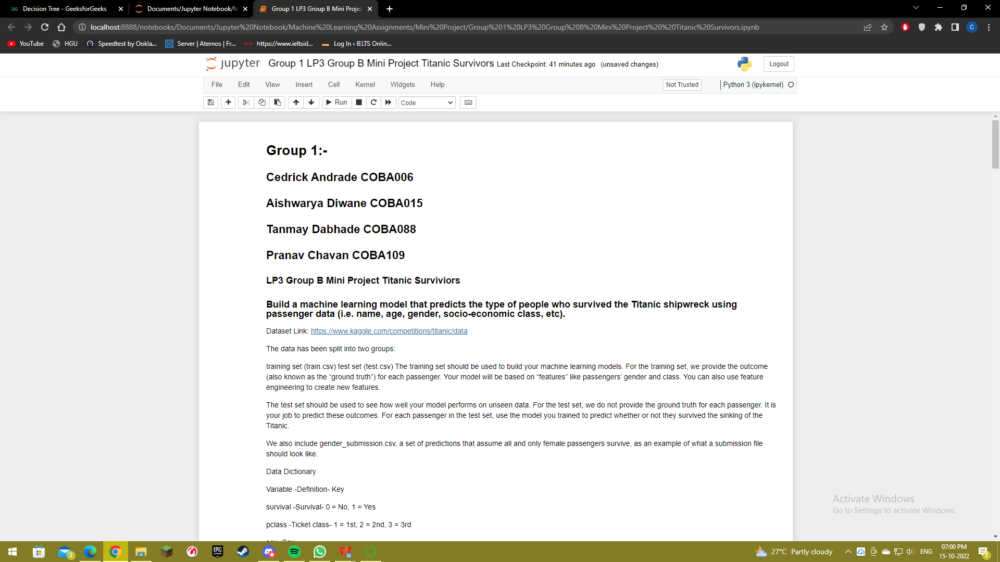 Decision Tree - GeeksforGeeks
Documents/Jupyter Notebook/M
Group 1 LP3 Group B Mini Projec
localhost:8888/notebooks/Documents/Jupyter%20Notebook/Machine%20Learning%20Assignments/Mini%20Project/Group%201%20LP3%20Group%20B%20Mini%20Project%20%20Titanic%20Survivors.ipynb
C
YouTube
HGU
Speedtest by Ookla...
Server | Aternos | Fr...
IELTS https://www.ieltsid...
Log In ‹ IELTS Onlin...
jupyter
Group 1 LP3 Group B Mini Project Titanic Survivors Last Checkpoint: 41 minutes ago (unsaved changes)
Logout
File Edit View Insert Cell Kernel Widgets Help
Not Trusted
Python 3 (ipykernel)
Run
Code
Group 1:-
Cedrick Andrade COBA006
Aishwarya Diwane COBA015
Tanmay Dabhade COBA088
Pranav Chavan COBA109
LP3 Group B Mini Project Titanic Surviviors
Build a machine learning model that predicts the type of people who survived the Titanic shipwreck using
passenger data (i.e. name, age, gender, socio-economic class, etc).
Dataset Link: https://www.kaggle.com/competitions/titanic/data
The data has been split into two groups:
training set (train.csv) test set (test.csv) The training set should be used to build your machine learning models. For the training set, we provide the outcome
(also known as the “ground truth”) for each passenger. Your model will be based on “features” like passengers’ gender and class. You can also use feature
engineering to create new features.
The test set should be used to see how well your model performs on unseen data. For the test set, we do not provide the ground truth for each passenger. It is
your job to predict these outcomes. For each passenger in the test set, use the model you trained to predict whether or not they survived the sinking of the
Titanic.
We also include gender_submission.csv, a set of predictions that assume all and only female passengers survive, as an example of what a submission file
should look like.
Data Dictionary
Variable -Definition- Key
survival -Survival- 0 = No, 1 = Yes
pclass -Ticket class- 1 = 1st, 2 = 2nd, 3 = 3rd
Activate Windows
Go to Settings to activate Windows.
2
EPIC GAMES
27°C Partly cloudy
ENG
07:00 PM
15-10-2022
2